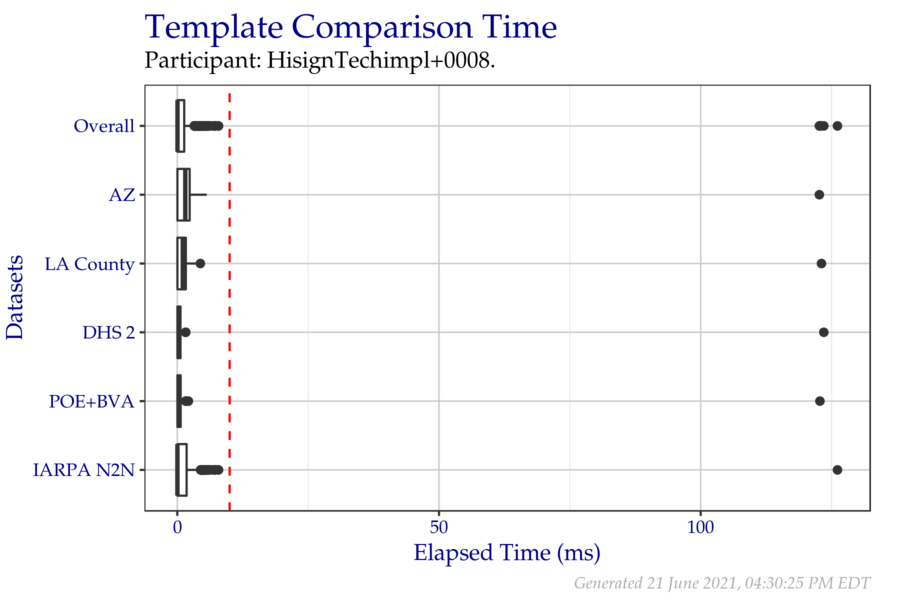 Template Comparison Time
Participant: HisignTechimpl+0008.
Datasets
Overall
AZ
LA County
DHS 2
POE+BVA
IARPA N2N
0
50
100
Elapsed Time (ms)
Generated 21 June 2021, 04:30:25 PM EDT